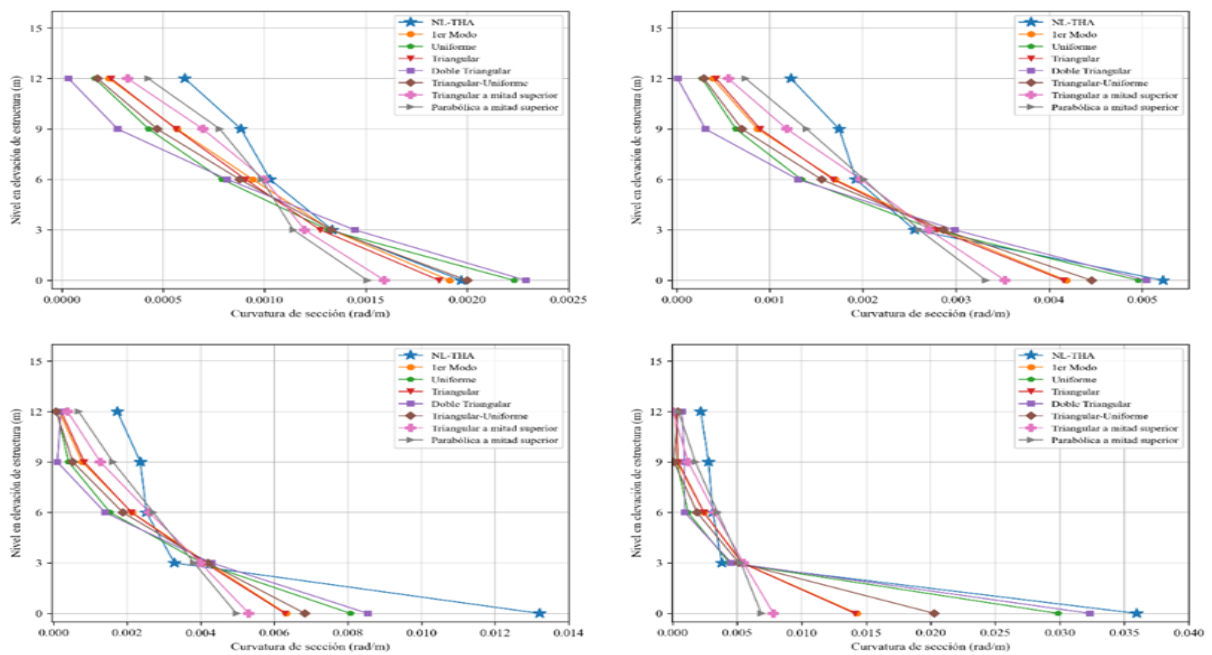 15
12
9
6
3
0
Nivel en elevación de estructura (m)
NL-THA
1er Modo
Uniforme
Triangular
Doble Triangular
Triangular-Uniforme
Triangular a mitad superior
Parabólica a mitad superior
0.0000 0.0005 0.0010 0.0015 0.0020 0.0025
Curvatura de sección (rad/m)
15
12
9
6
3
0
Nivel en elevación de estructura (m)
NL-THA
1er Modo
Uniforme
Triangular
Doble Triangular
Triangular-Uniforme
Triangular a mitad superior
Parabólica a mitad superior
0.000 0.001 0.002 0.003 0.004 0.005
Curvatura de sección (rad/m)
15
12
9
6
3
0
Nivel en elevación de estructura (m)
NL-THA
1er Modo
Uniforme
Triangular
Doble Triangular
Triangular-Uniforme
Triangular a mitad superior
Parabólica a mitad superior
0.000 0.002 0.004 0.006 0.008 0.010 0.012 0.014
Curvatura de sección (rad/m)
15
12
9
6
3
0
Nivel en elevación de estructura (m)
NL-THA
1er Modo
Uniforme
Triangular
Doble Triangular
Triangular-Uniforme
Triangular a mitad superior
Parabólica a mitad superior
0.000 0.005 0.010 0.015 0.020 0.025 0.030 0.035 0.040
Curvatura de sección (rad/m)